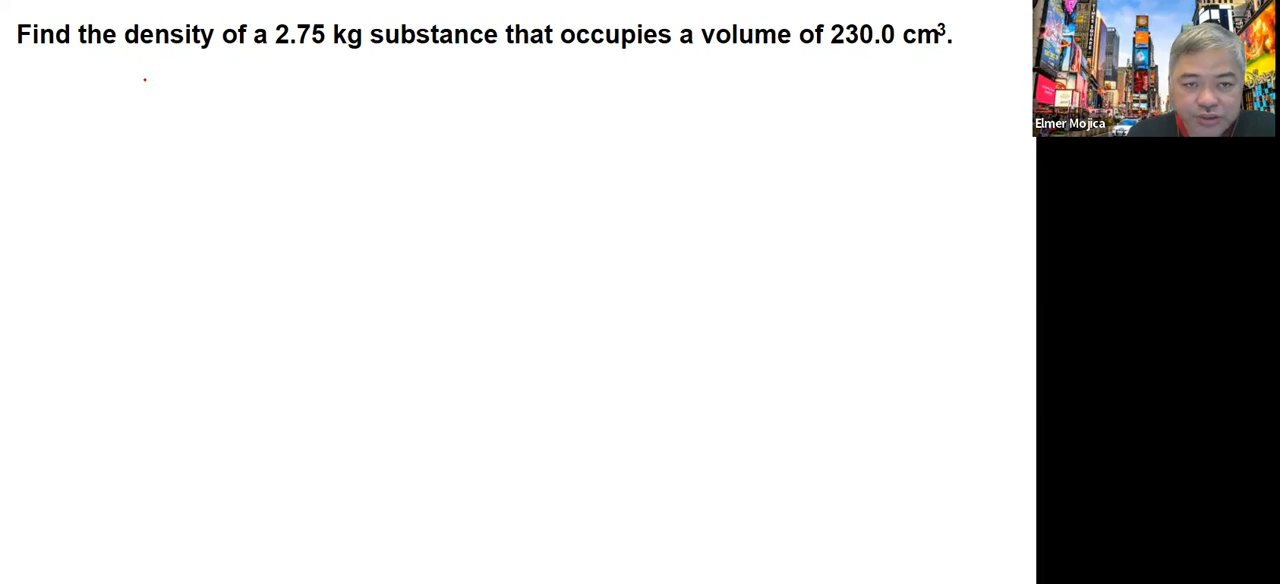 Find the density of a 2.75 kg substance that occupies a volume of 230.0 cm³.
Elmer Mojica